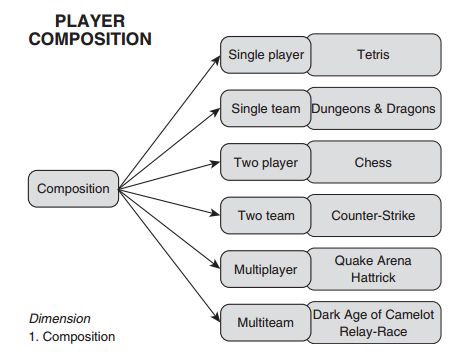 PLAYER
COMPOSITION
Single player Tetris
Single team Dungeons & Dragons
Two player Chess
Composition
Two team Counter-Strike
Multiplayer Quake Arena
Hattrick
Multiteam Dark Age of Camelot
Relay-Race
Dimension
1. Composition